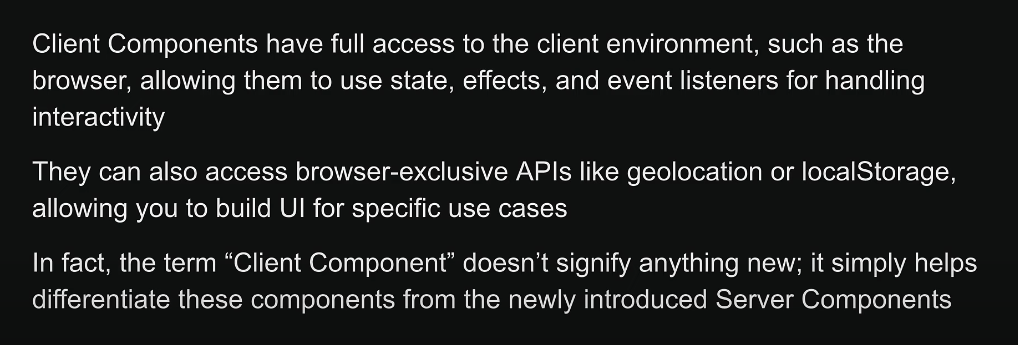 Client Components have full access to the client environment, such as the
browser, allowing them to use state, effects, and event listeners for handling
interactivity
They can also access browser-exclusive APIs like geolocation or localStorage,
allowing you to build UI for specific use cases
In fact, the term “Client Component” doesn’t signify anything new; it simply helps
differentiate these components from the newly introduced Server Components